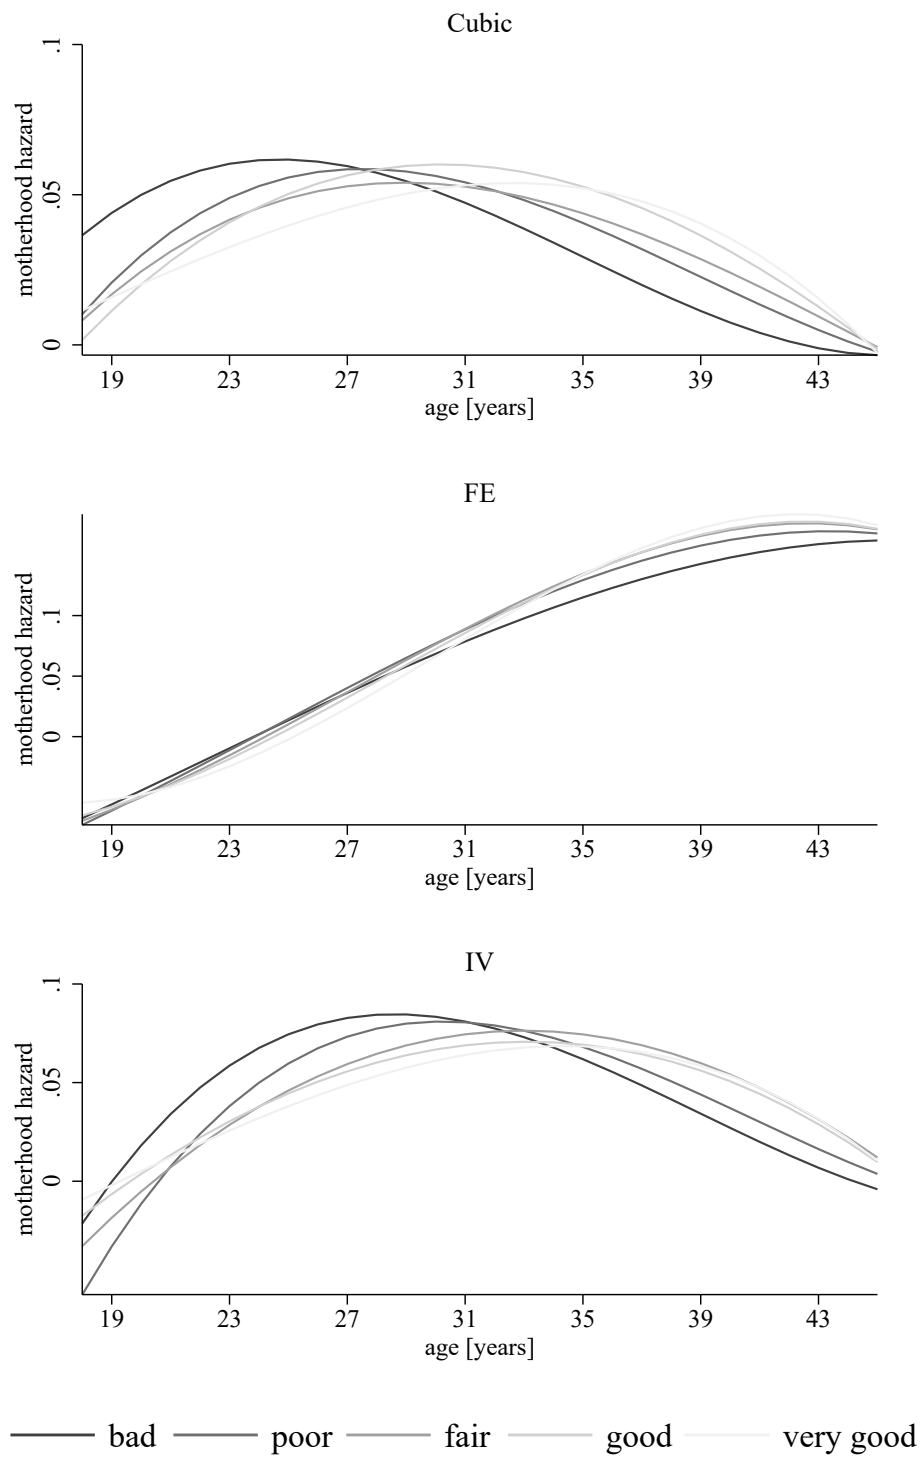 Cubic
.1
.05
0
motherhood hazard
19 23 27 31 35 39 43
age [years]
FE
.1
.05
0
motherhood hazard
19 23 27 31 35 39 43
age [years]
IV
.1
.05
0
motherhood hazard
19 23 27 31 35 39 43
age [years]
bad poor fair good very good